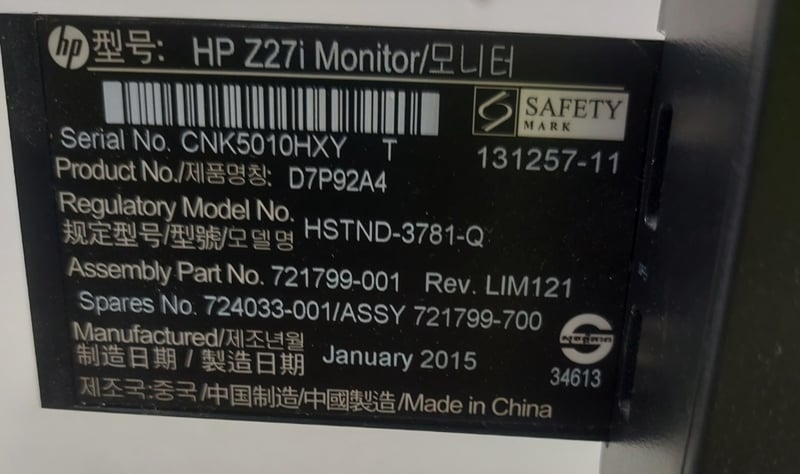 hp 型号: HP Z27i Monitor/모니터
SAFETY
MARK
Serial No. CNK5010HXY T
131257-11
Product No./제품명칭: D7P92A4
Regulatory Model No.
规定型号/型號/모델명 HSTND-3781-Q
Assembly Part No. 721799-001 Rev. LIM121
Spares No. 724033-001/ASSY 721799-700
Manufactured/제조년월
制造日期 / 製造日期 January 2015
34613
제조국:중국/中国制造/中國製造/Made in China